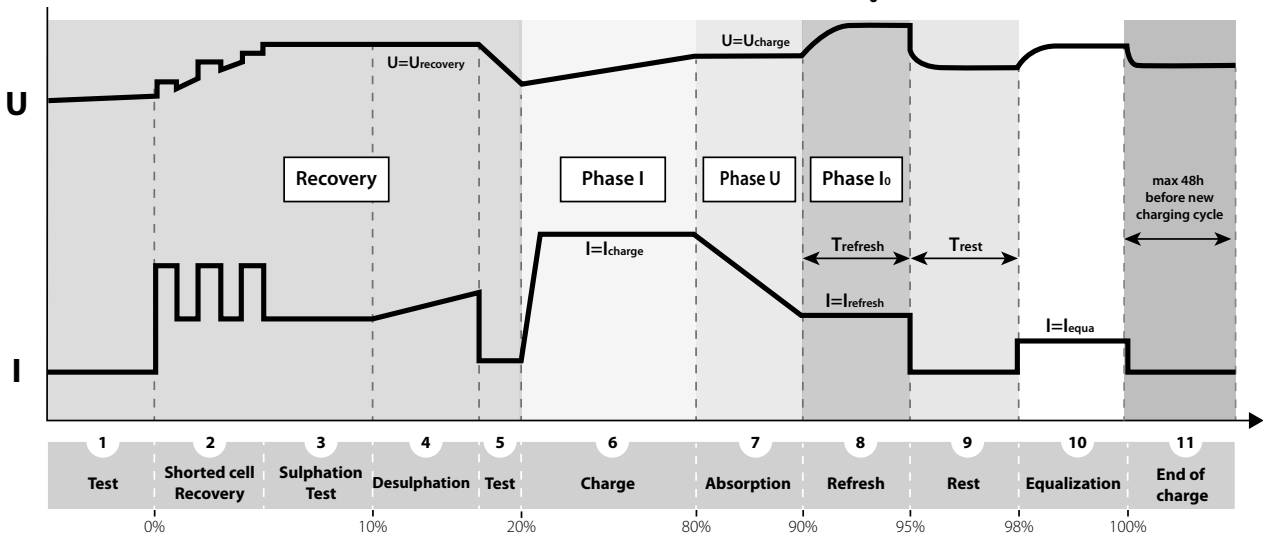 U=Urecovery
U=Ucharge
U
Recovery
Phase I
Phase U
Phase I0
max 48h
before new
charging cycle
I=Icharge
Trefresh
Trest
I=Irefresh
I=Iequa
I
1
2
3
4
5
6
7
8
9
10
11
Test
Shorted cell
Recovery
Sulphation
Test
Desulphation
Test
Charge
Absorption
Refresh
Rest
Equalization
End of
charge
0%
10%
20%
80%
90%
95%
98%
100%